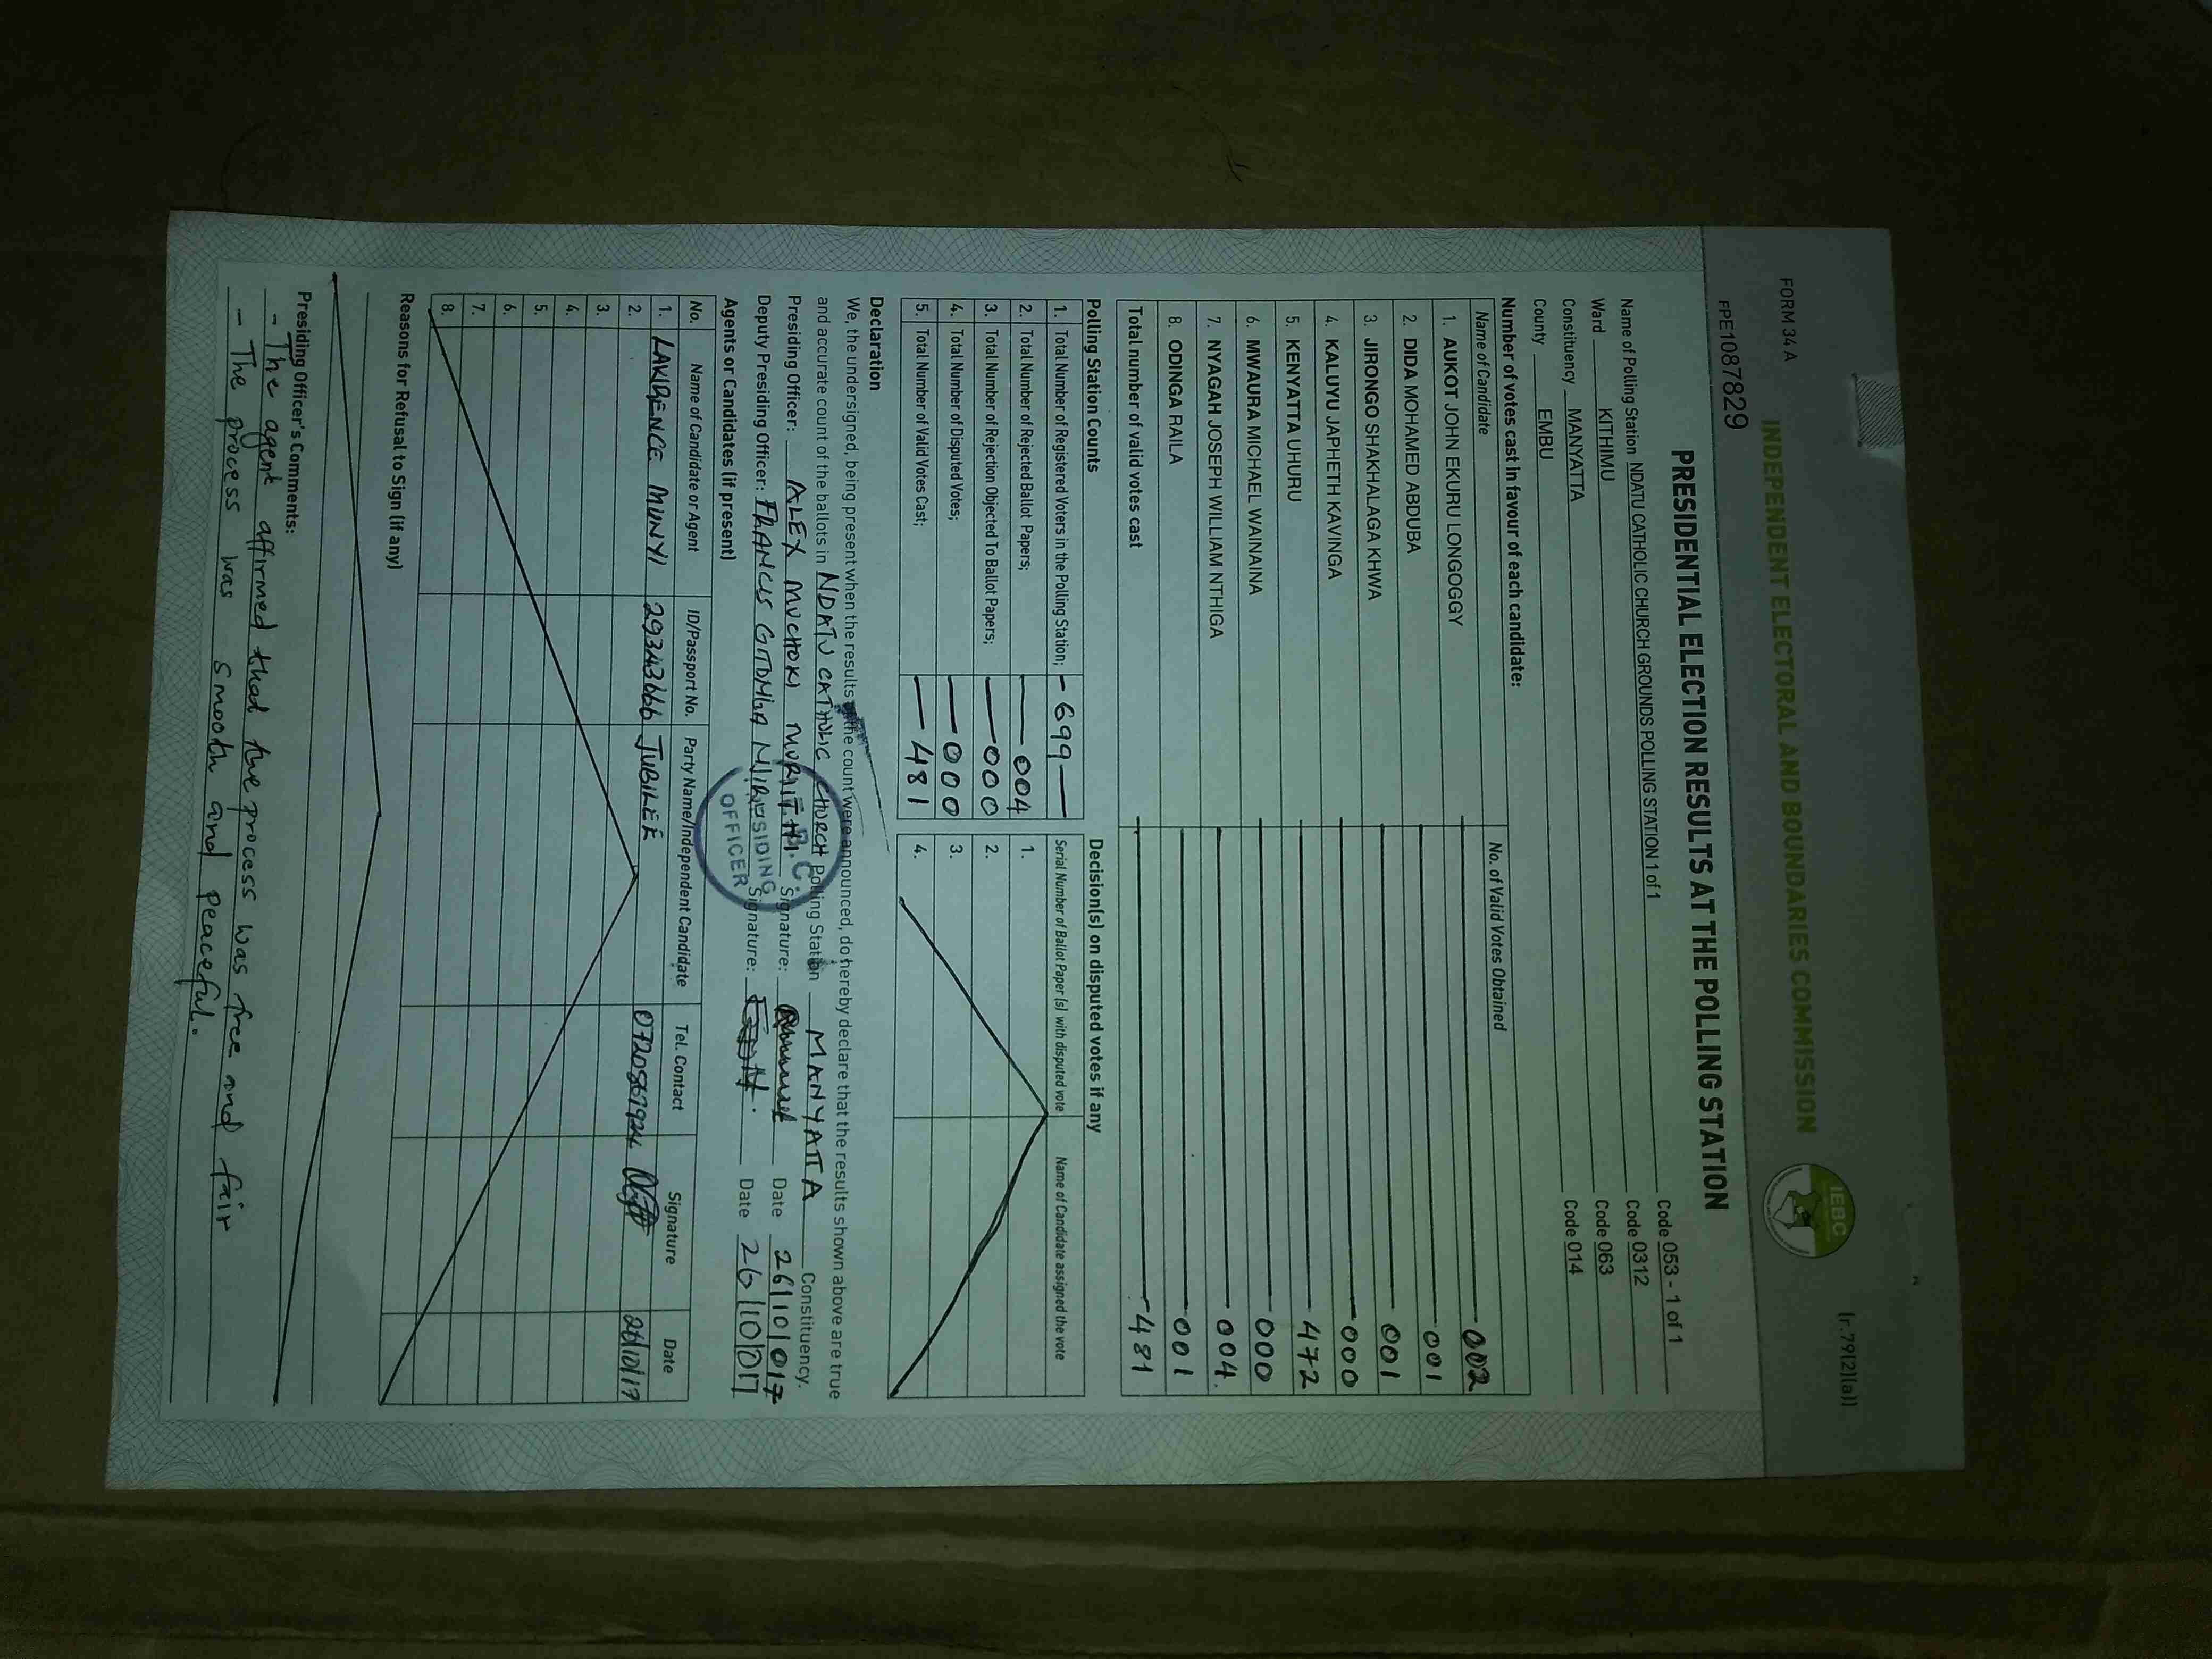 FORM 34 A
(r.79(2)(a))
INDEPENDENT ELECTORAL AND BOUNDARIES COMMISSION
IEBC
PE1087829
PRESIDENTIAL ELECTION RESULTS AT THE POLLING STATION
Name of Polling Station NDATU CATHOLIC CHURCH GROUNDS POLLING STATION 1 of 1 Code 053 - 1 of 1
Ward KITHIMU Code 0312
Constituency MANYATTA Code 063
County EMBU Code 014
Number of votes cast in favour of each candidate:
Name of Candidate No. of Valid Votes Obtained
1. AUKOT JOHN EKURU LONGOGGY 002
2. DIDA MOHAMED ABDUBA 001
3. JIRONGO SHAKHALAGA KHWA 001
4. KALUYU JAPHETH KAVINGA 000
5. KENYATTA UHURU 472
6. MWAURA MICHAEL WAINAINA 000
7. NYAGAH JOSEPH WILLIAM NTHIGA 004.
8. ODINGA RAILA 001
Total number of valid votes cast 481
Polling Station Counts
1. Total Number of Registered Voters in the Polling Station; - 699 -
2. Total Number of Rejected Ballot Papers; 004
3. Total Number of Rejection Objected To Ballot Papers; 000
4. Total Number of Disputed Votes; 000
5. Total Number of Valid Votes Cast; 481
Decision(s) on disputed votes if any
Serial Number of Ballot Paper (s) with disputed vote Name of Candidate assigned the vote
1.
2.
3.
4.
Declaration
We, the undersigned, being present when the results of the count were announced, do hereby declare that the results shown above are true
and accurate count of the ballots in NDATU CATHOLIC CHURCH Polling Station MANYATTA Constituency.
Presiding Officer: ALEX MUCHOKI MURIITHI Signature: Date 26/10/017
Deputy Presiding Officer: FRANCIS Signature: Date 26/10/017
PRESIDING
OFFICER
Agents or Candidates (if present)
No. Name of Candidate or Agent ID/Passport No. Party Name/Independent Candidate Tel. Contact Signature Date
1. MUNYI 29343666 JUBILEE 0720561924 26/10/17
2.
3
4.
5.
6.
7.
8.
Reasons for Refusal to Sign (if any)
Presiding Officer's Comments:
- The agent affirmed that the process was free and fair
- The process was smooth and peaceful.